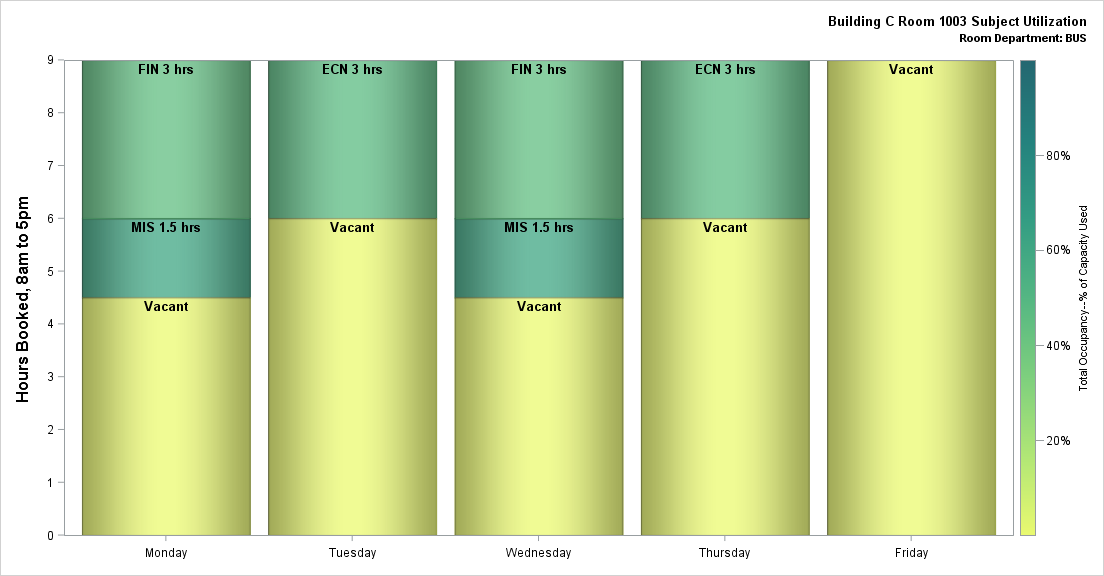 Building C Room 1003 Subject Utilization
Room Department: BUS
Hours Booked, 8am to 5pm
9
8
7
6
5
4
3
2
1
0
FIN 3 hrs
ECN 3 hrs
FIN 3 hrs
ECN 3 hrs
Vacant
MIS 1.5 hrs
Vacant
MIS 1.5 hrs
Vacant
Vacant
Vacant
Monday
Tuesday
Wednesday
Thursday
Friday
80%
60%
40%
20%
Total Occupancy--% of Capacity Used